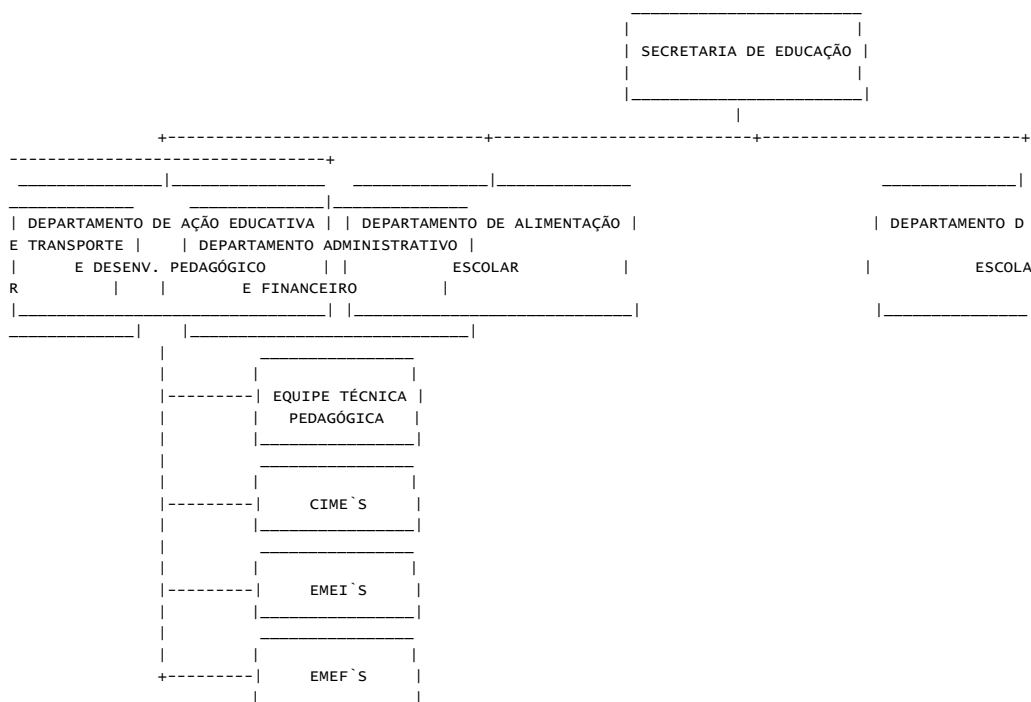 SECRETARIA DE EDUCAÇÃO
| DEPARTAMENTO DE AÇÃO EDUCATIVA | | DEPARTAMENTO DE ALIMENTAÇÃO | | DEPARTAMENTO D
E TRANSPORTE | | DEPARTAMENTO ADMINISTRATIVO |
| E DESENV. PEDAGÓGICO | | ESCOLAR | | ESCOLA
R | | E FINANCEIRO |
EQUIPE TÉCNICA
PEDAGÓGICA
CIME`S
EMEI`S
EMEF`S